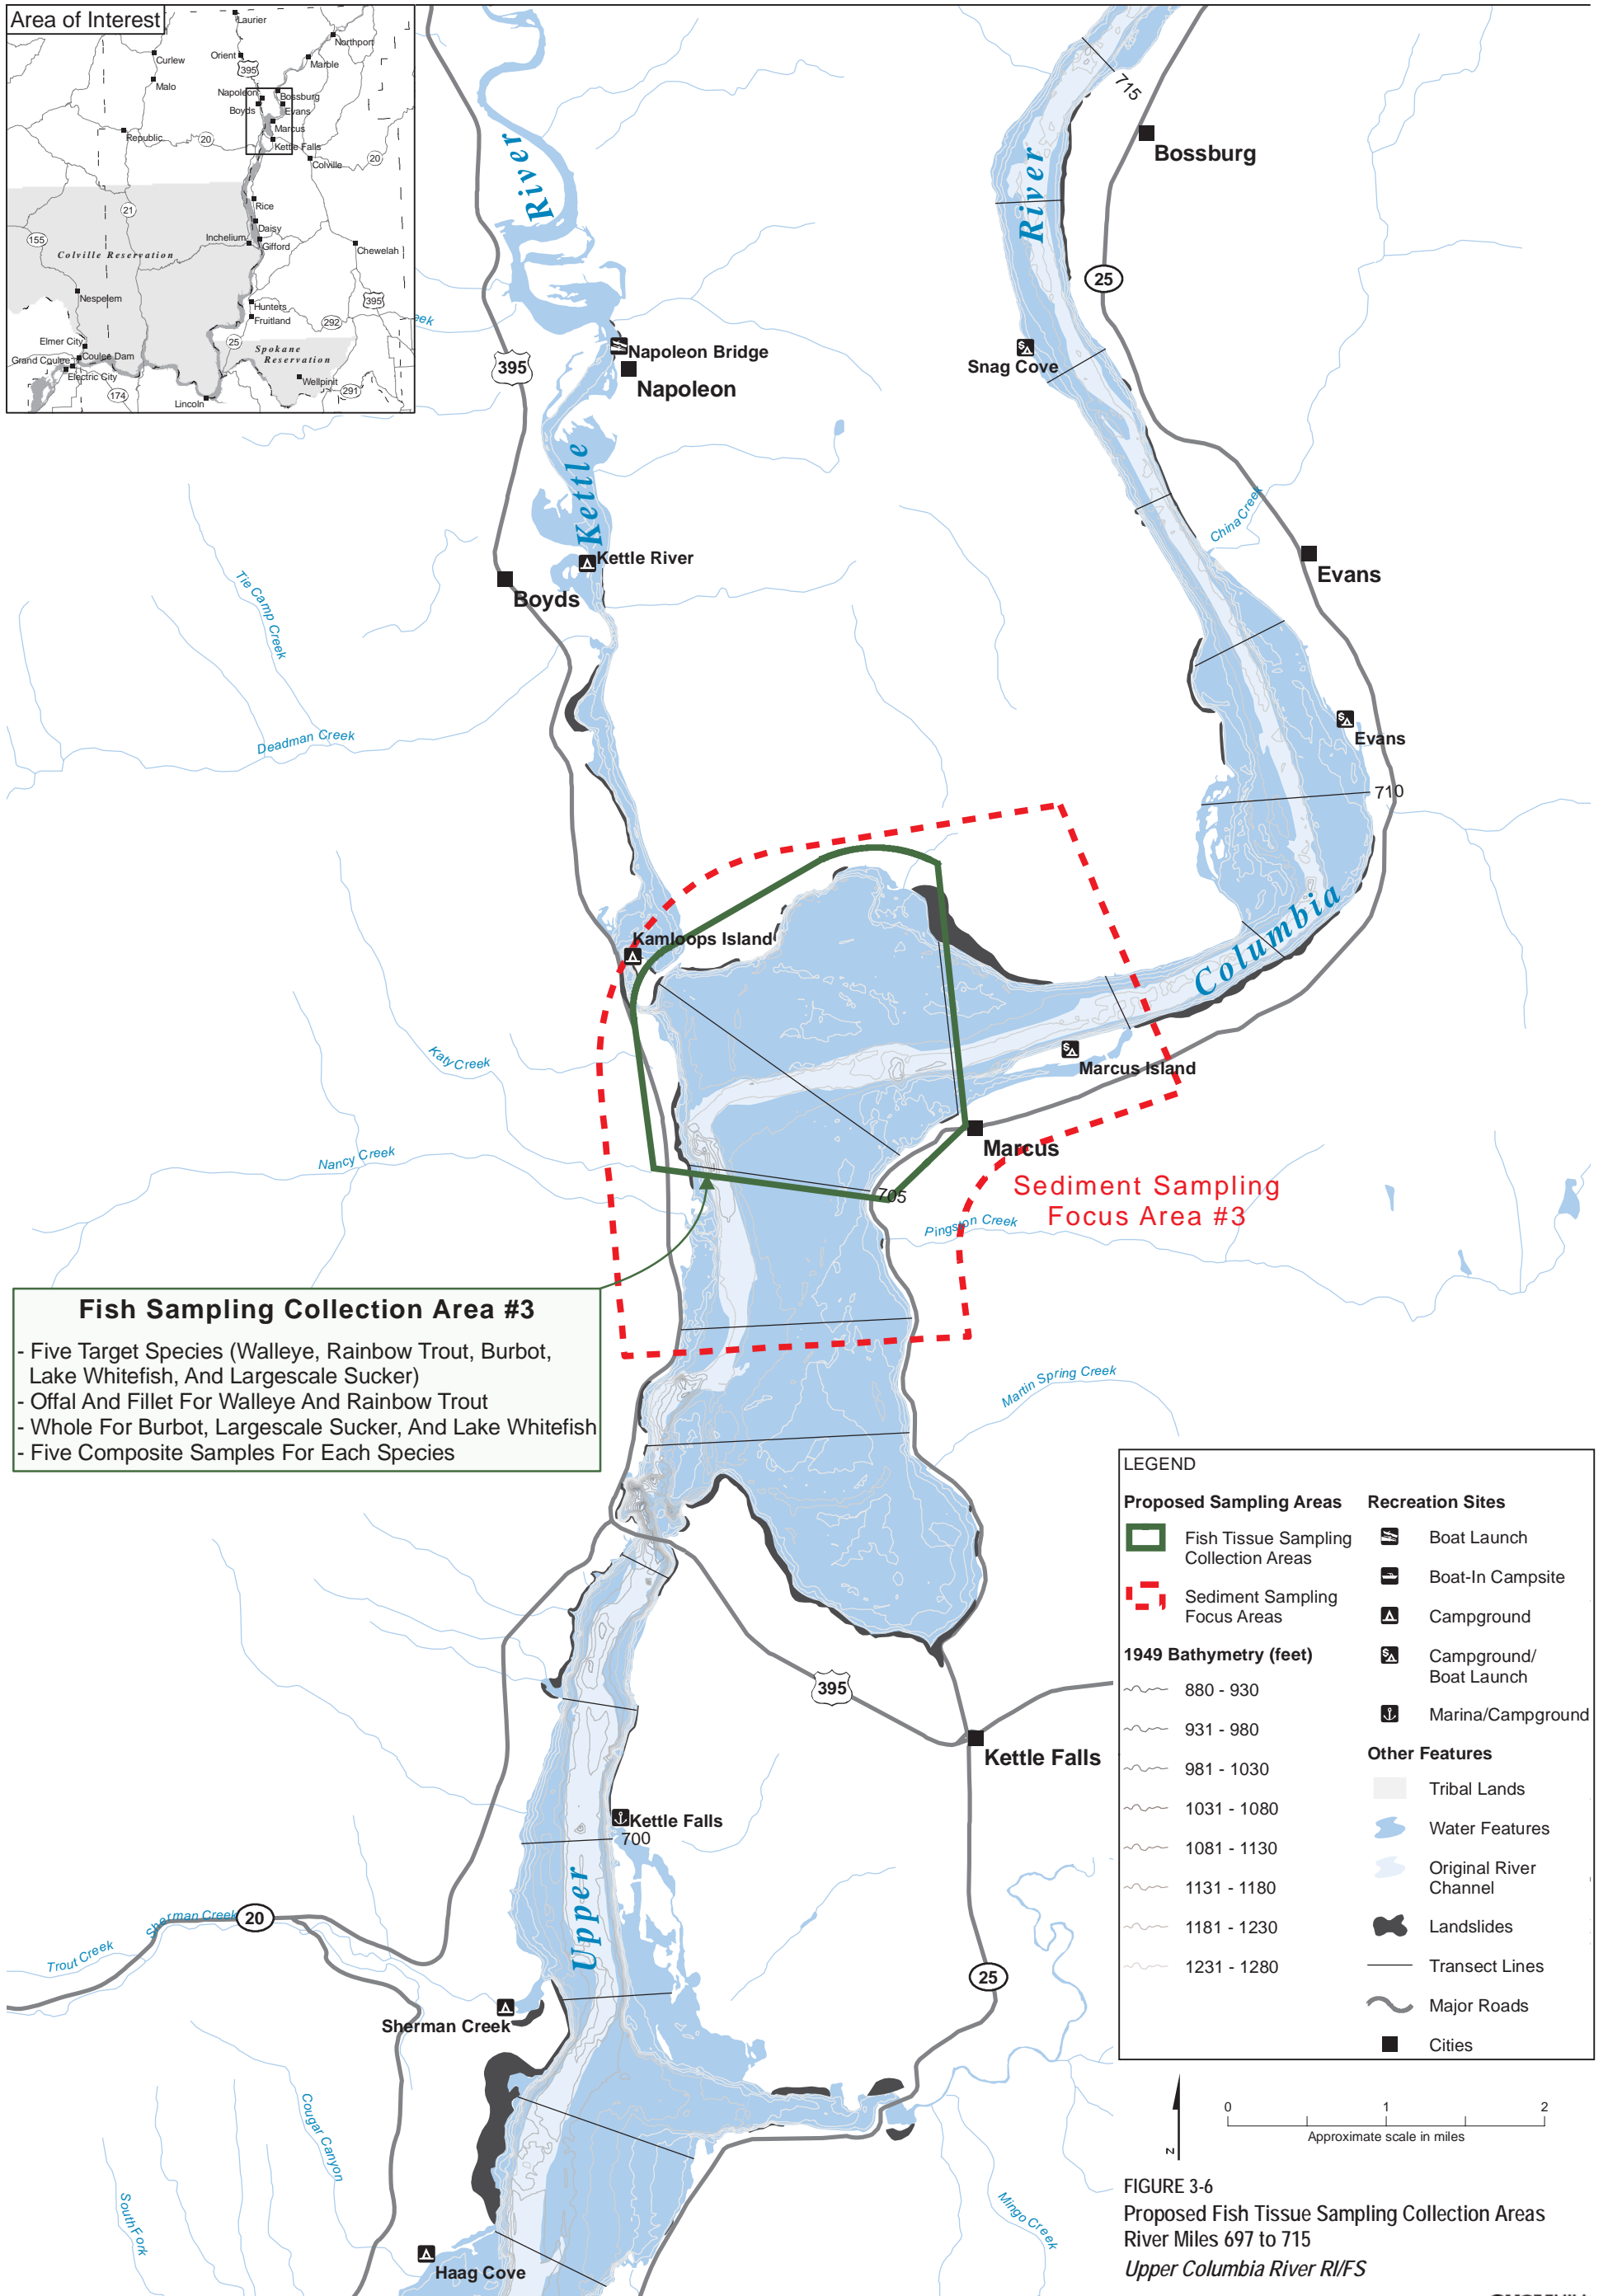 Area of Interest
Laurier
Northport
Curlew
Orient
395
Marble
Malo
Napoleon
Bossburg
Boyds
Evans
Marcus
Republic
20
Kettle Falls
Colville
20
Rice
21
Daisy
Inchelium
Gifford
155
Colville Reservation
Chewelah
Nespelem
Hunters
395
Fruitland
292
Elmer City
25
Spokane
Reservation
Grand Coulee
Coulee Dam
Electric City
Wellpinit
174
291
Lincoln
eek
River
715
Bossburg
River
25
Napoleon Bridge
395
Napoleon
Snag Cove
Kettle
China Creek
Kettle River
Evans
Boyds
Tie Camp Creek
Evans
Deadman Creek
710
Columbia
Kamloops Island
Katy Creek
Marcus Island
Marcus
Nancy Creek
Sediment Sampling
Focus Area #3
705
Pingston Creek
Fish Sampling Collection Area #3
- Five Target Species (Walleye, Rainbow Trout, Burbot,
Lake Whitefish, And Largescale Sucker)
- Offal And Fillet For Walleye And Rainbow Trout
- Whole For Burbot, Largescale Sucker, And Lake Whitefish
- Five Composite Samples For Each Species
Martin Spring Creek
395
Kettle Falls
Kettle Falls
700
Upper
Sherman Creek
20
Trout Creek
25
Sherman Creek
Cougar Canyon
South Fork
Mingo Creek
Haag Cove
LEGEND
Proposed Sampling Areas
Fish Tissue Sampling
Collection Areas
Sediment Sampling
Focus Areas
1949 Bathymetry (feet)
880 - 930
931 - 980
981 - 1030
1031 - 1080
1081 - 1130
1131 - 1180
1181 - 1230
1231 - 1280
Recreation Sites
Boat Launch
Boat-In Campsite
Campground
Campground/
Boat Launch
Marina/Campground
Other Features
Tribal Lands
Water Features
Original River
Channel
Landslides
Transect Lines
Major Roads
Cities
N
0 1 2
Approximate scale in miles
FIGURE 3-6
Proposed Fish Tissue Sampling Collection Areas
River Miles 697 to 715
Upper Columbia River RI/FS